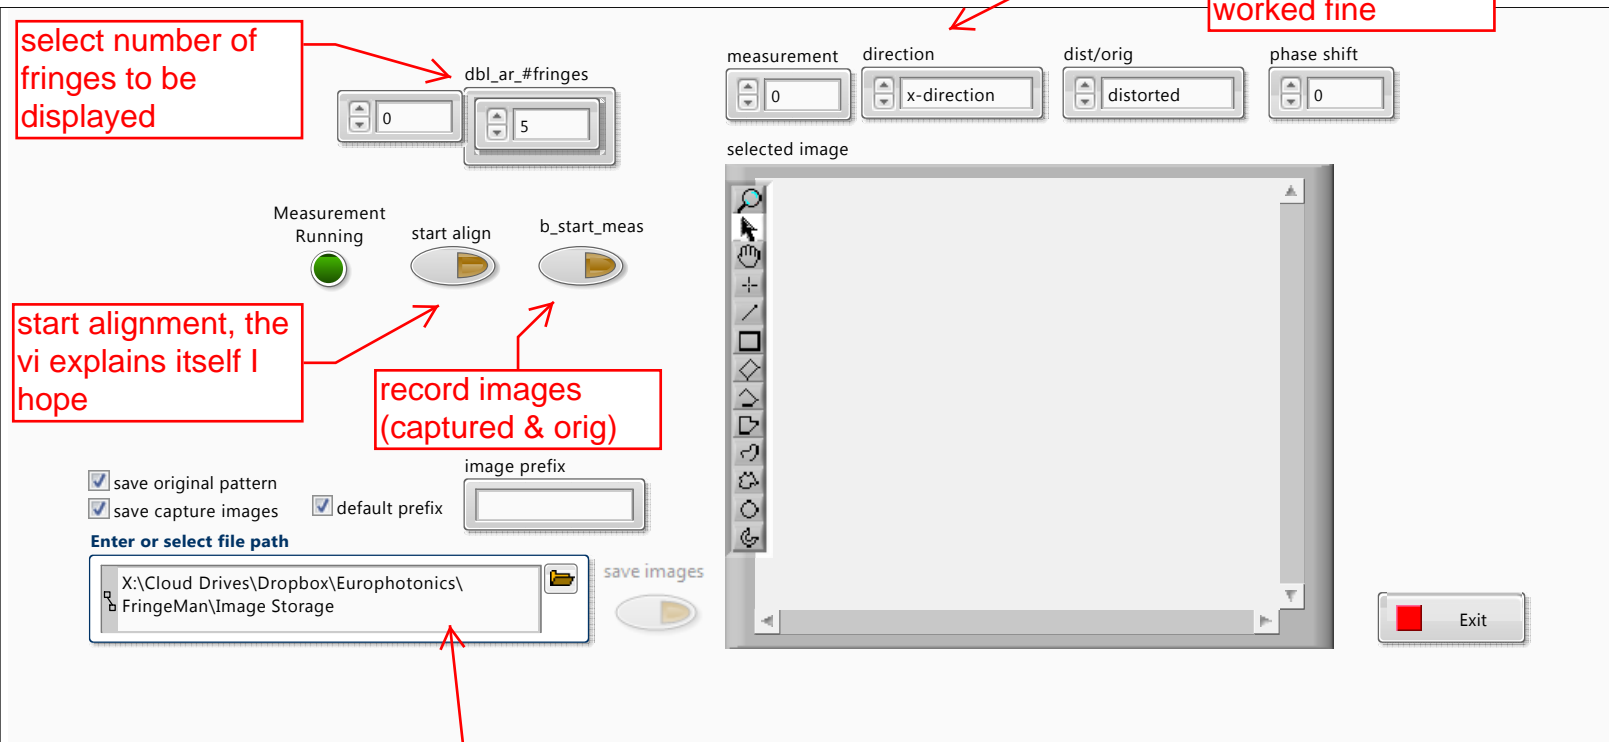 worked fine
select number of
fringes to be
displayed
dbl_ar_#fringes
0
5
measurement
direction
dist/orig
phase shift
0
x-direction
distorted
0
selected image
Measurement
Running
start align
b_start_meas
start alignment, the
vi explains itself I
hope
record images
(captured & orig)
image prefix
save original pattern
save capture images
default prefix
Enter or select file path
X:\Cloud Drives\Dropbox\Europhotonics\
FringeMan\Image Storage
save images
Exit